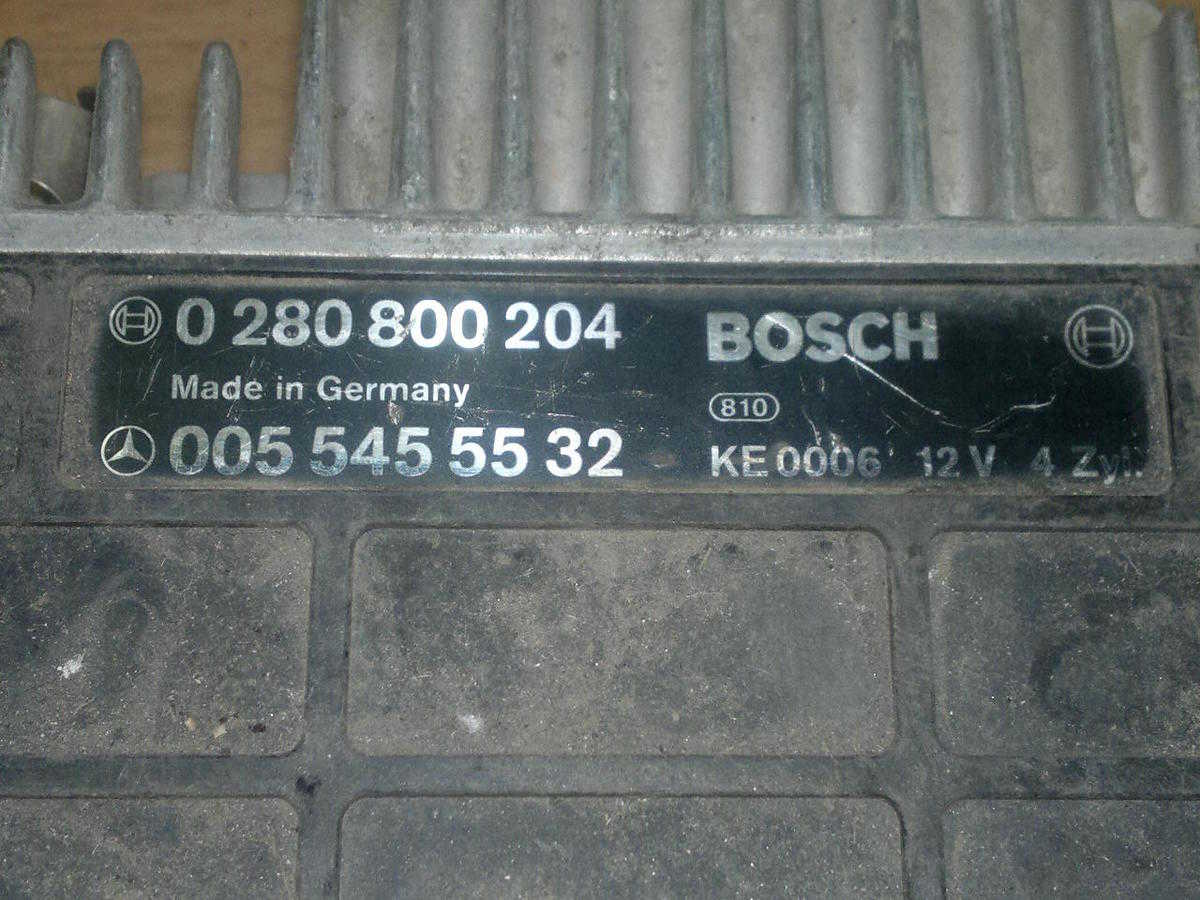 0 280 800 204
BOSCH
Made in Germany
810
005 545 55 32
KE 0006 12 V 4 Zyl.